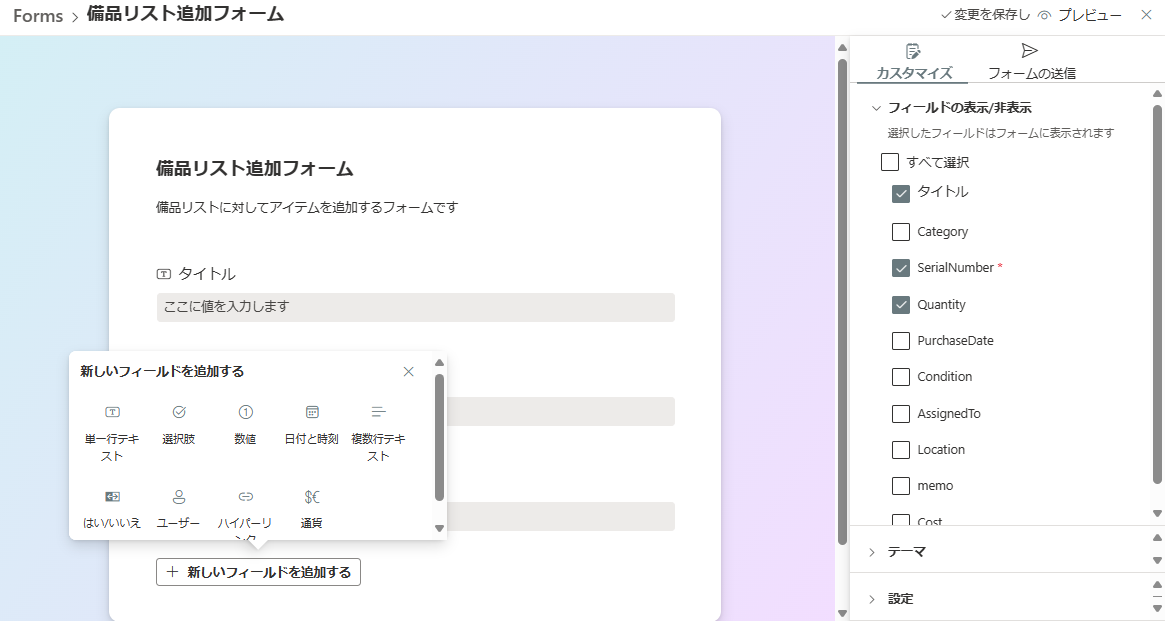 Forms > 備品リスト追加フォーム
変更を保存し プレビュー
カスタマイズ
フォームの送信
備品リスト追加フォーム
備品リストに対してアイテムを追加するフォームです
タイトル
ここに値を入力します
新しいフィールドを追加する
単一行テキ
スト
選択肢
数値
日付と時刻
複数行テキ
スト
はい/いいえ
ユーザー
ハイパーリ
ンク
通貨
新しいフィールドを追加する
フィールドの表示/非表示
選択したフィールドはフォームに表示されます
すべて選択
タイトル
Category
SerialNumber *
Quantity
PurchaseDate
Condition
AssignedTo
Location
memo
Cost
テーマ
設定